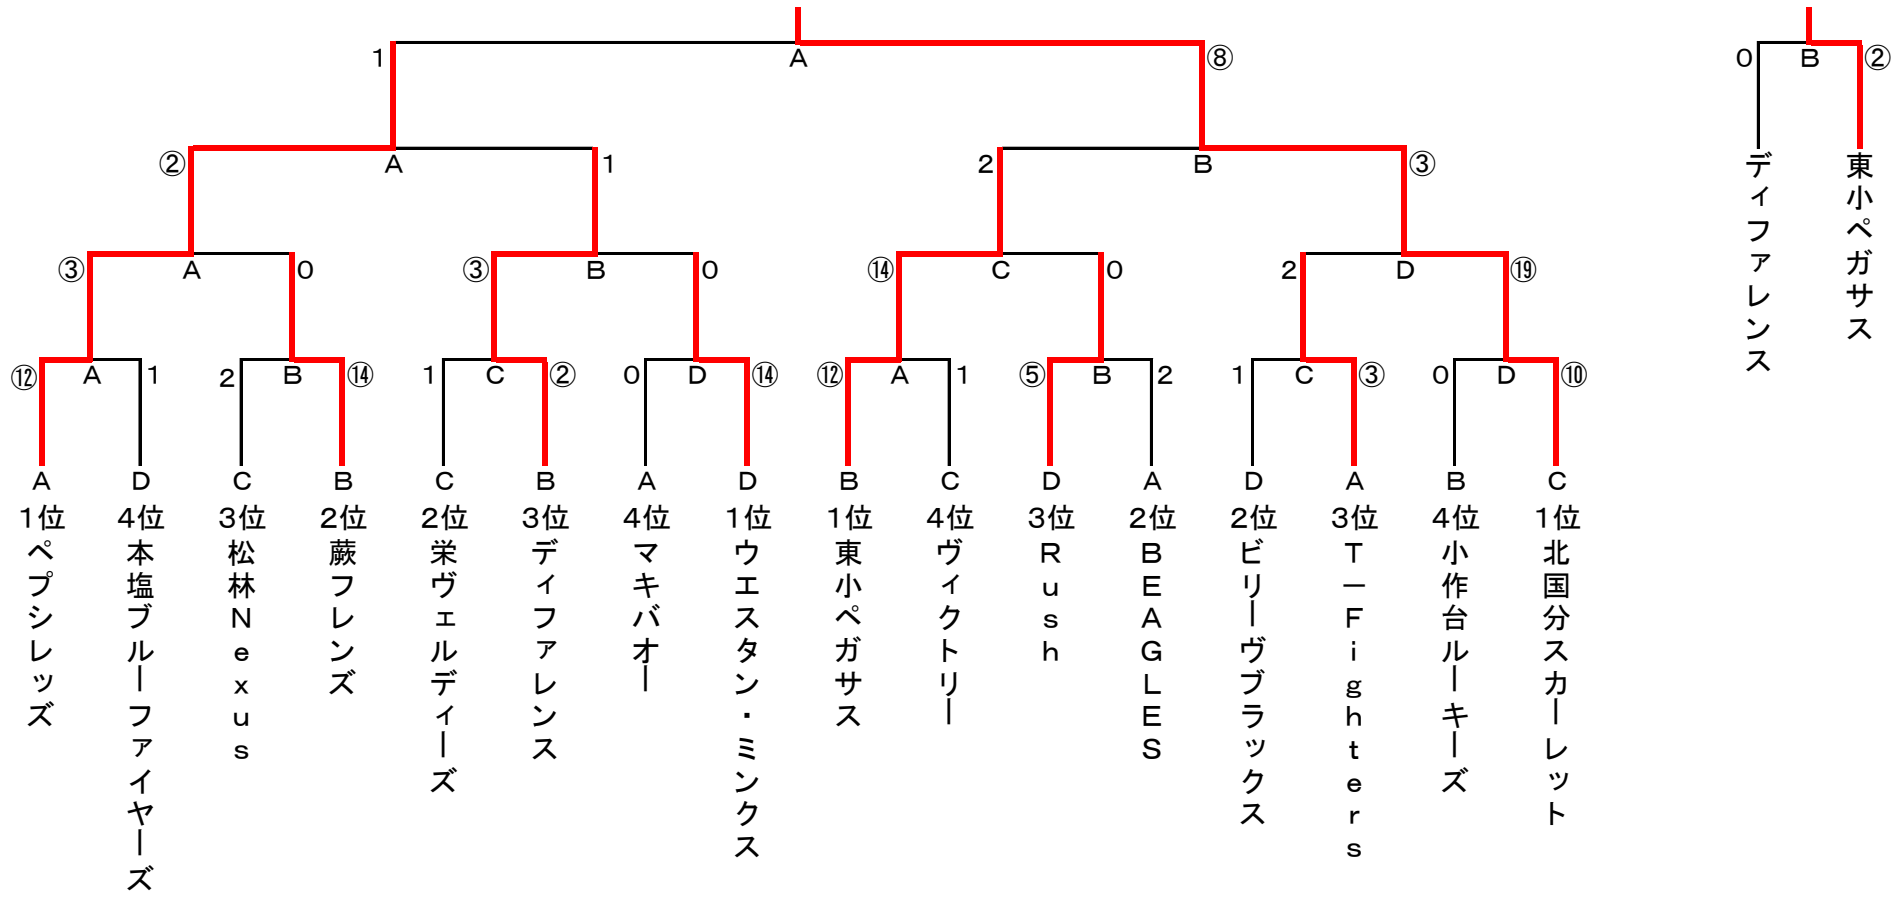 1 A ⑧ 0 B ②
② A 1 2 B ③
③ A 0 ③ B 0 ⑭ C 0 2 D ⑲
⑫ A 1 2 B ⑭ 1 C ② 0 D ⑭ ⑫ A 1 ⑤ B 2 1 C ③ 0 D ⑩
A 1位 ペプシレッズ
D 4位 本塩ブルーファイヤーズ
C 3位 松林Nexus
B 2位 蕨フレンズ
C 2位 栄ヴェルディーズ
B 3位 ディファレンス
A 4位 マキバオー
D 1位 ウエスタン・ミンクス
B 1位 東小ペガサス
C 4位 ヴィクトリー
D 3位 Rush
A 2位 BEAGLES
D 2位 ビリーヴブラックス
A 3位 T－Fighters
B 4位 小作台ルーキーズ
C 1位 北国分スカーレット
ディファレンス
東小ペガサス